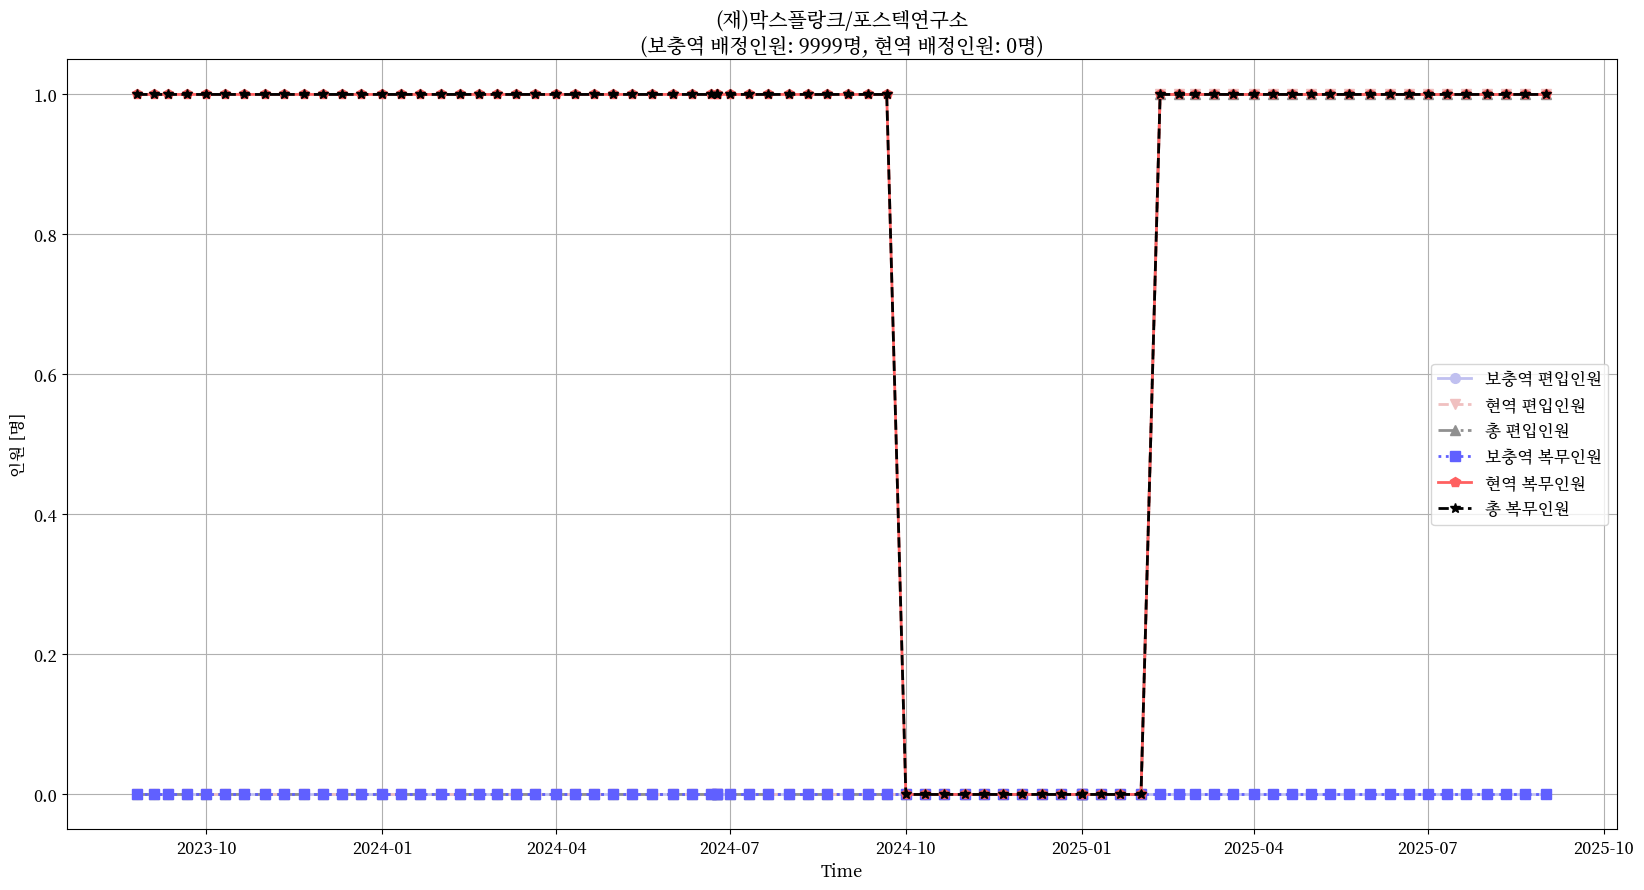 (재)막스플랑크/포스텍연구소
(보충역 배정인원: 9999명, 현역 배정인원: 0명)
인원 [명]
1.0
0.8
0.6
0.4
0.2
0.0
보충역 편입인원
현역 편입인원
총 편입인원
보충역 복무인원
현역 복무인원
총 복무인원
2023-10
2024-01
2024-04
2024-07
2024-10
2025-01
2025-04
2025-07
2025-10
Time